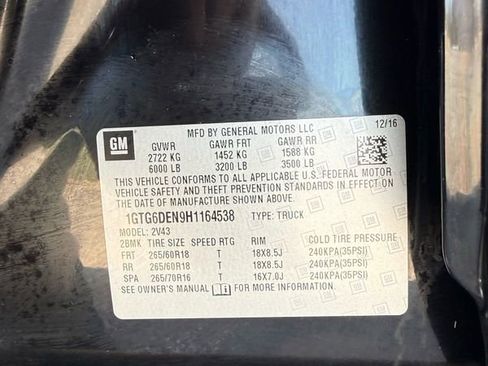 GM
MFD BY GENERAL MOTORS LLC
12/16
GVWR GAWR FRT GAWR RR
2722 KG 1452 KG 1588 KG
6000 LB 3200 LB 3500 LB
THIS VEHICLE CONFORMS TO ALL APPLICABLE U.S. FEDERAL MOTOR
VEHICLE SAFETY AND THEFT PREVENTION STANDARDS IN EFFECT ON
THE DATE OF MANUFACTURE SHOWN ABOVE.
1GTG6DEN9H1164538 TYPE: TRUCK
MODEL: 2V43
2BMK TIRE SIZE SPEED RTG RIM COLD TIRE PRESSURE
FRT 265/60R18 T 18X8.5J 240KPA(35PSI)
RR 265/60R18 T 18X8.5J 240KPA(35PSI)
SPA 265/70R16 T 16X7.0J 240KPA(35PSI)
SEE OWNER'S MANUAL FOR MORE INFORMATION.